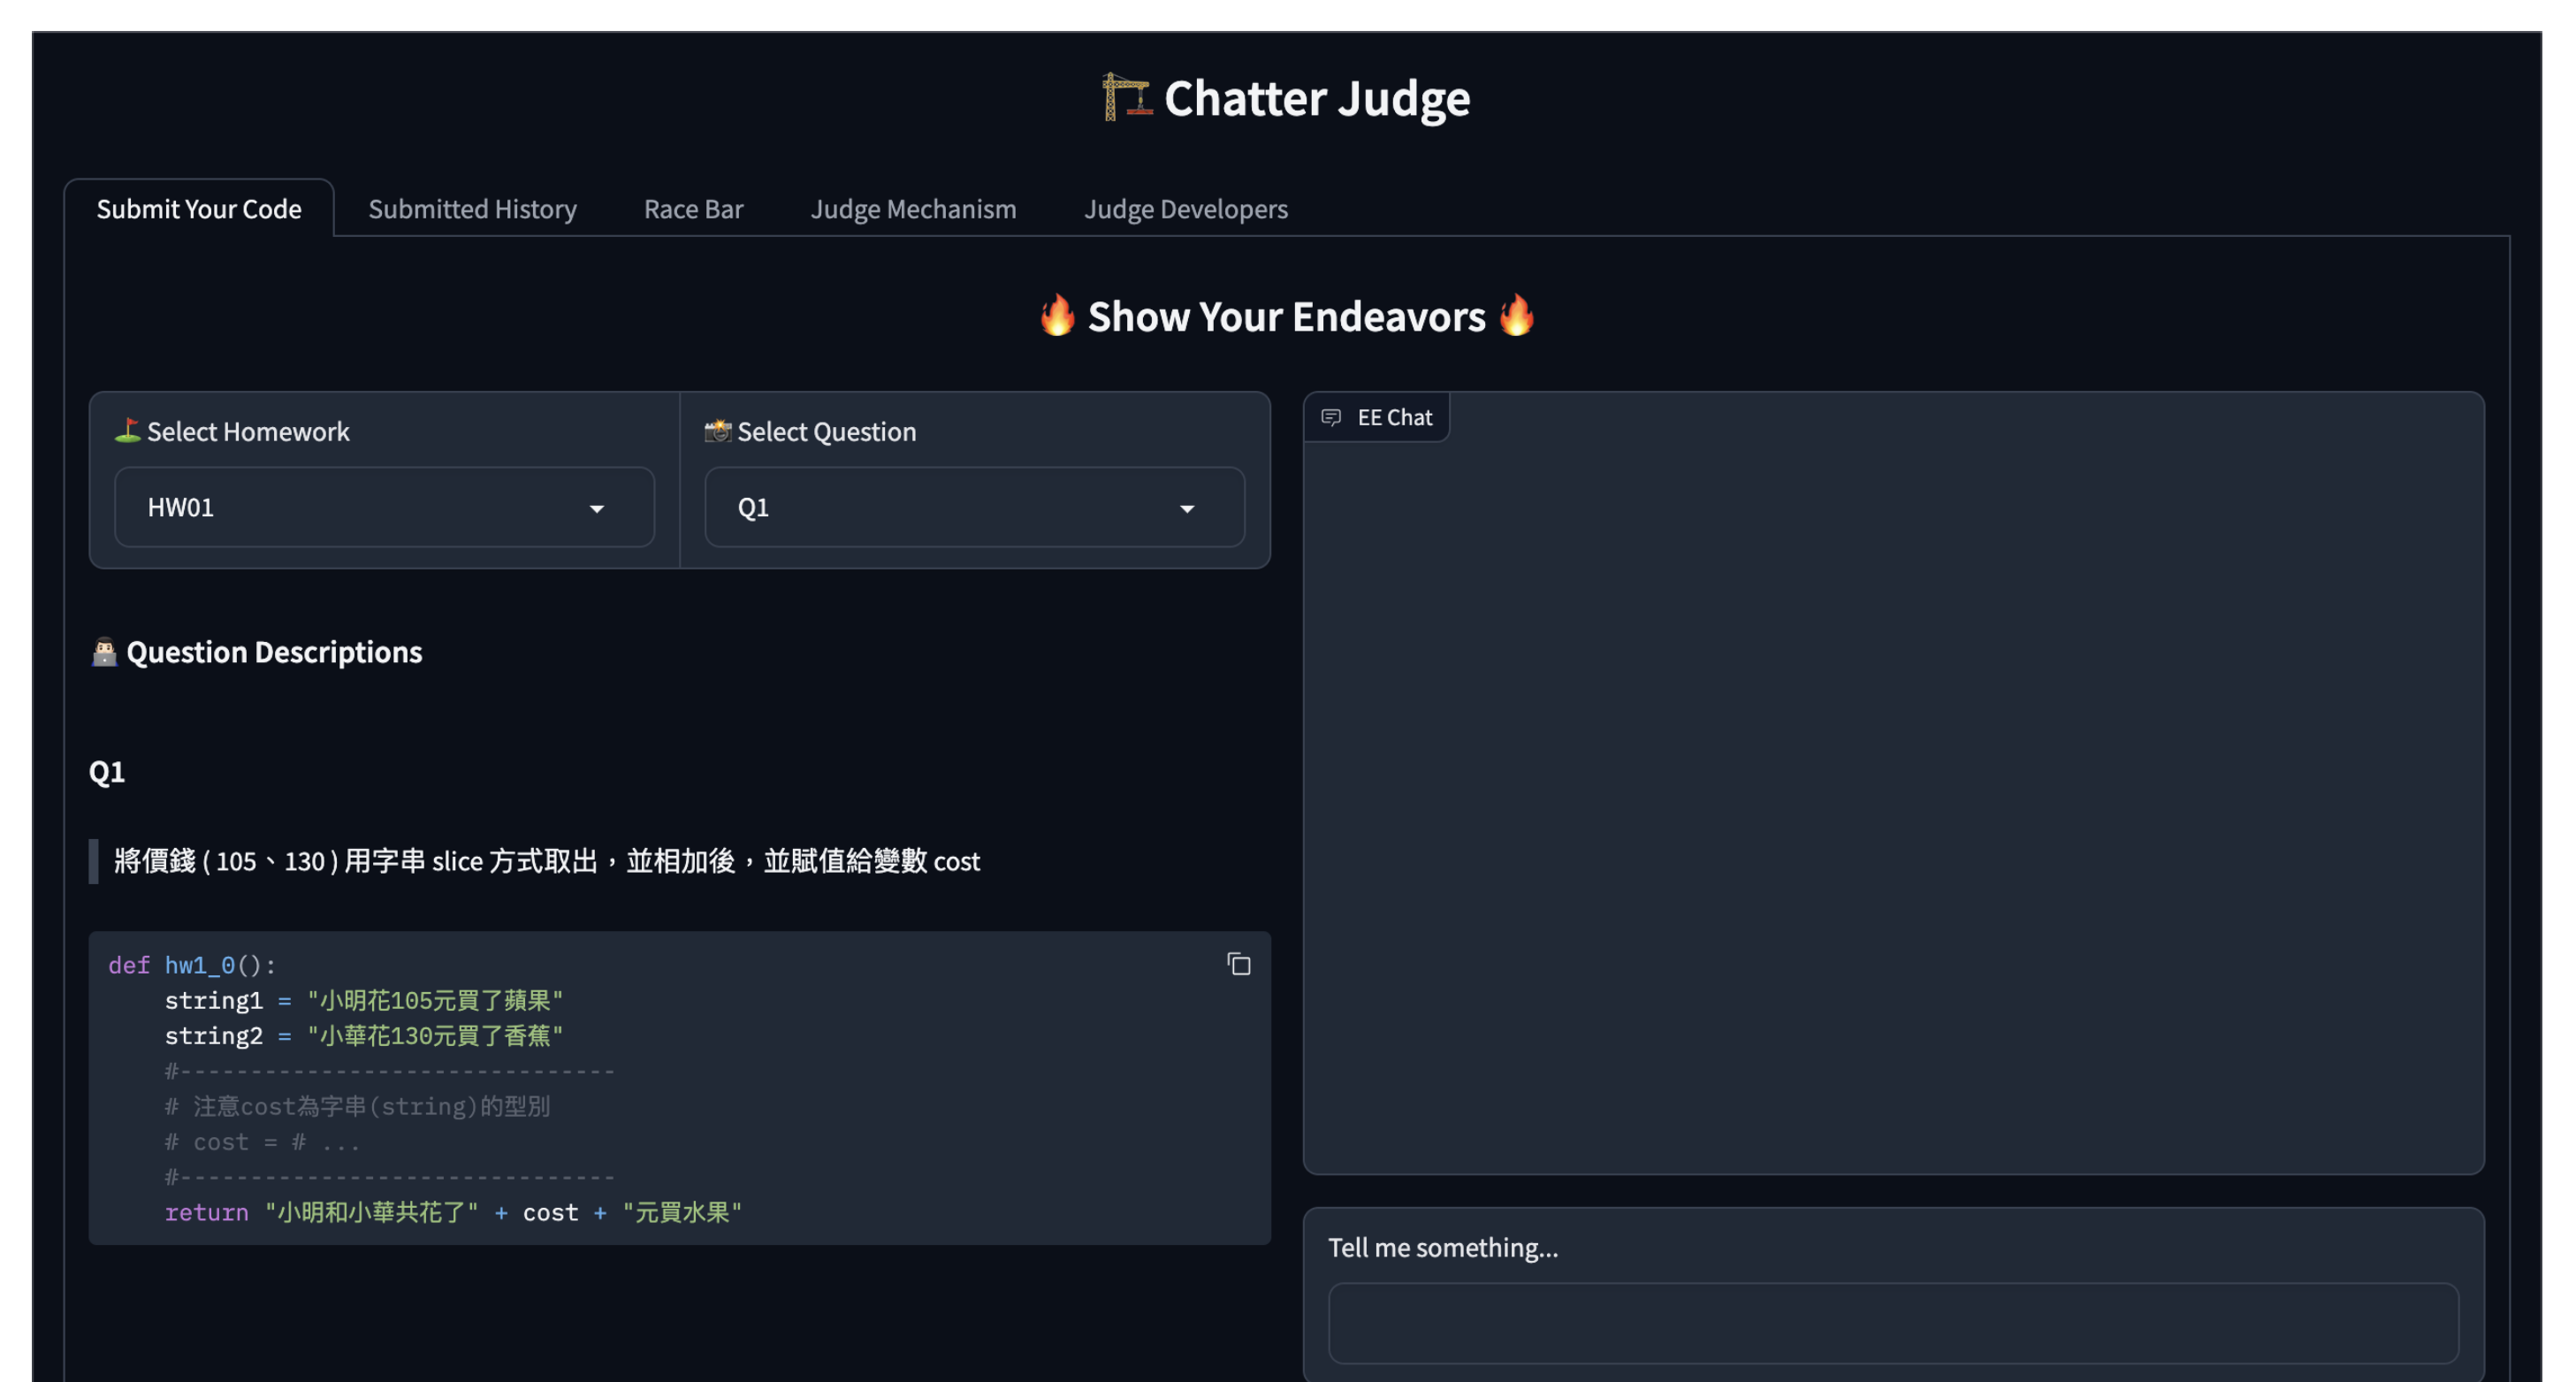 🏗️ Chatter Judge
Submit Your Code
Submitted History
Race Bar
Judge Mechanism
Judge Developers
🔥 Show Your Endeavors 🔥
⛳ Select Homework
HW01
📸 Select Question
Q1
👨🏻‍💻 Question Descriptions
Q1
將價錢 ( 105、130 ) 用字串 slice 方式取出，並相加後，並賦值給變數 cost
def hw1_0():
    string1 = "小明花105元買了蘋果"
    string2 = "小華花130元買了香蕉"
    #-------------------------------
    # 注意cost為字串(string)的型別
    # cost = # ...
    #-------------------------------
    return "小明和小華共花了" + cost + "元買水果"
EE Chat
Tell me something...